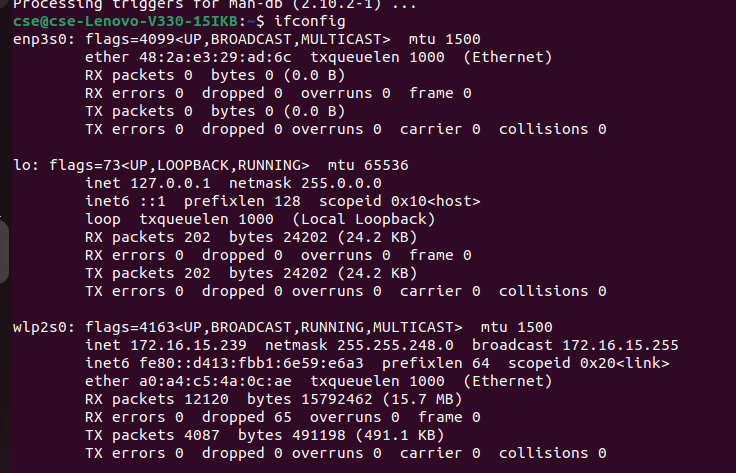 Processing triggers for man-db (2.10.2-1) ...
cse@cse-Lenovo-V330-15IKB:~$ ifconfig
enp3s0: flags=4099<UP,BROADCAST,MULTICAST>  mtu 1500
        ether 48:2a:e3:29:ad:6c  txqueuelen 1000  (Ethernet)
        RX packets 0  bytes 0 (0.0 B)
        RX errors 0  dropped 0  overruns 0  frame 0
        TX packets 0  bytes 0 (0.0 B)
        TX errors 0  dropped 0 overruns 0  carrier 0  collisions 0

lo: flags=73<UP,LOOPBACK,RUNNING>  mtu 65536
        inet 127.0.0.1  netmask 255.0.0.0
        inet6 ::1  prefixlen 128  scopeid 0x10<host>
        loop  txqueuelen 1000  (Local Loopback)
        RX packets 202  bytes 24202 (24.2 KB)
        RX errors 0  dropped 0  overruns 0  frame 0
        TX packets 202  bytes 24202 (24.2 KB)
        TX errors 0  dropped 0 overruns 0  carrier 0  collisions 0

wlp2s0: flags=4163<UP,BROADCAST,RUNNING,MULTICAST>  mtu 1500
        inet 172.16.15.239  netmask 255.255.248.0  broadcast 172.16.15.255
        inet6 fe80::d413:fbb1:6e59:e6a3  prefixlen 64  scopeid 0x20<link>
        ether a0:a4:c5:4a:0c:ae  txqueuelen 1000  (Ethernet)
        RX packets 12120  bytes 15792462 (15.7 MB)
        RX errors 0  dropped 65  overruns 0  frame 0
        TX packets 4087  bytes 491198 (491.1 KB)
        TX errors 0  dropped 0 overruns 0  carrier 0  collisions 0